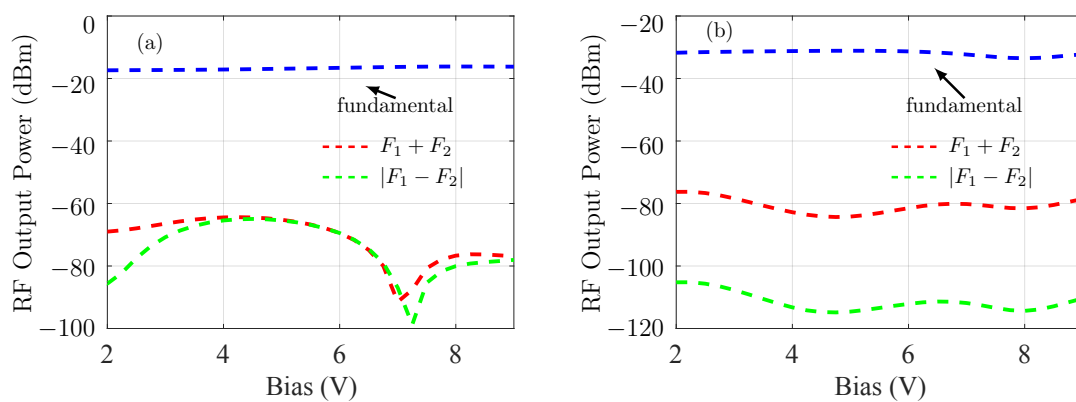 RF Output Power (dBm)
0
−20
−40
−60
−80
−100
(a)
fundamental
F₁ + F₂
|F₁ − F₂|
2
4
6
8
Bias (V)
RF Output Power (dBm)
−20
−40
−60
−80
−100
−120
(b)
fundamental
F₁ + F₂
|F₁ − F₂|
2
4
6
8
Bias (V)